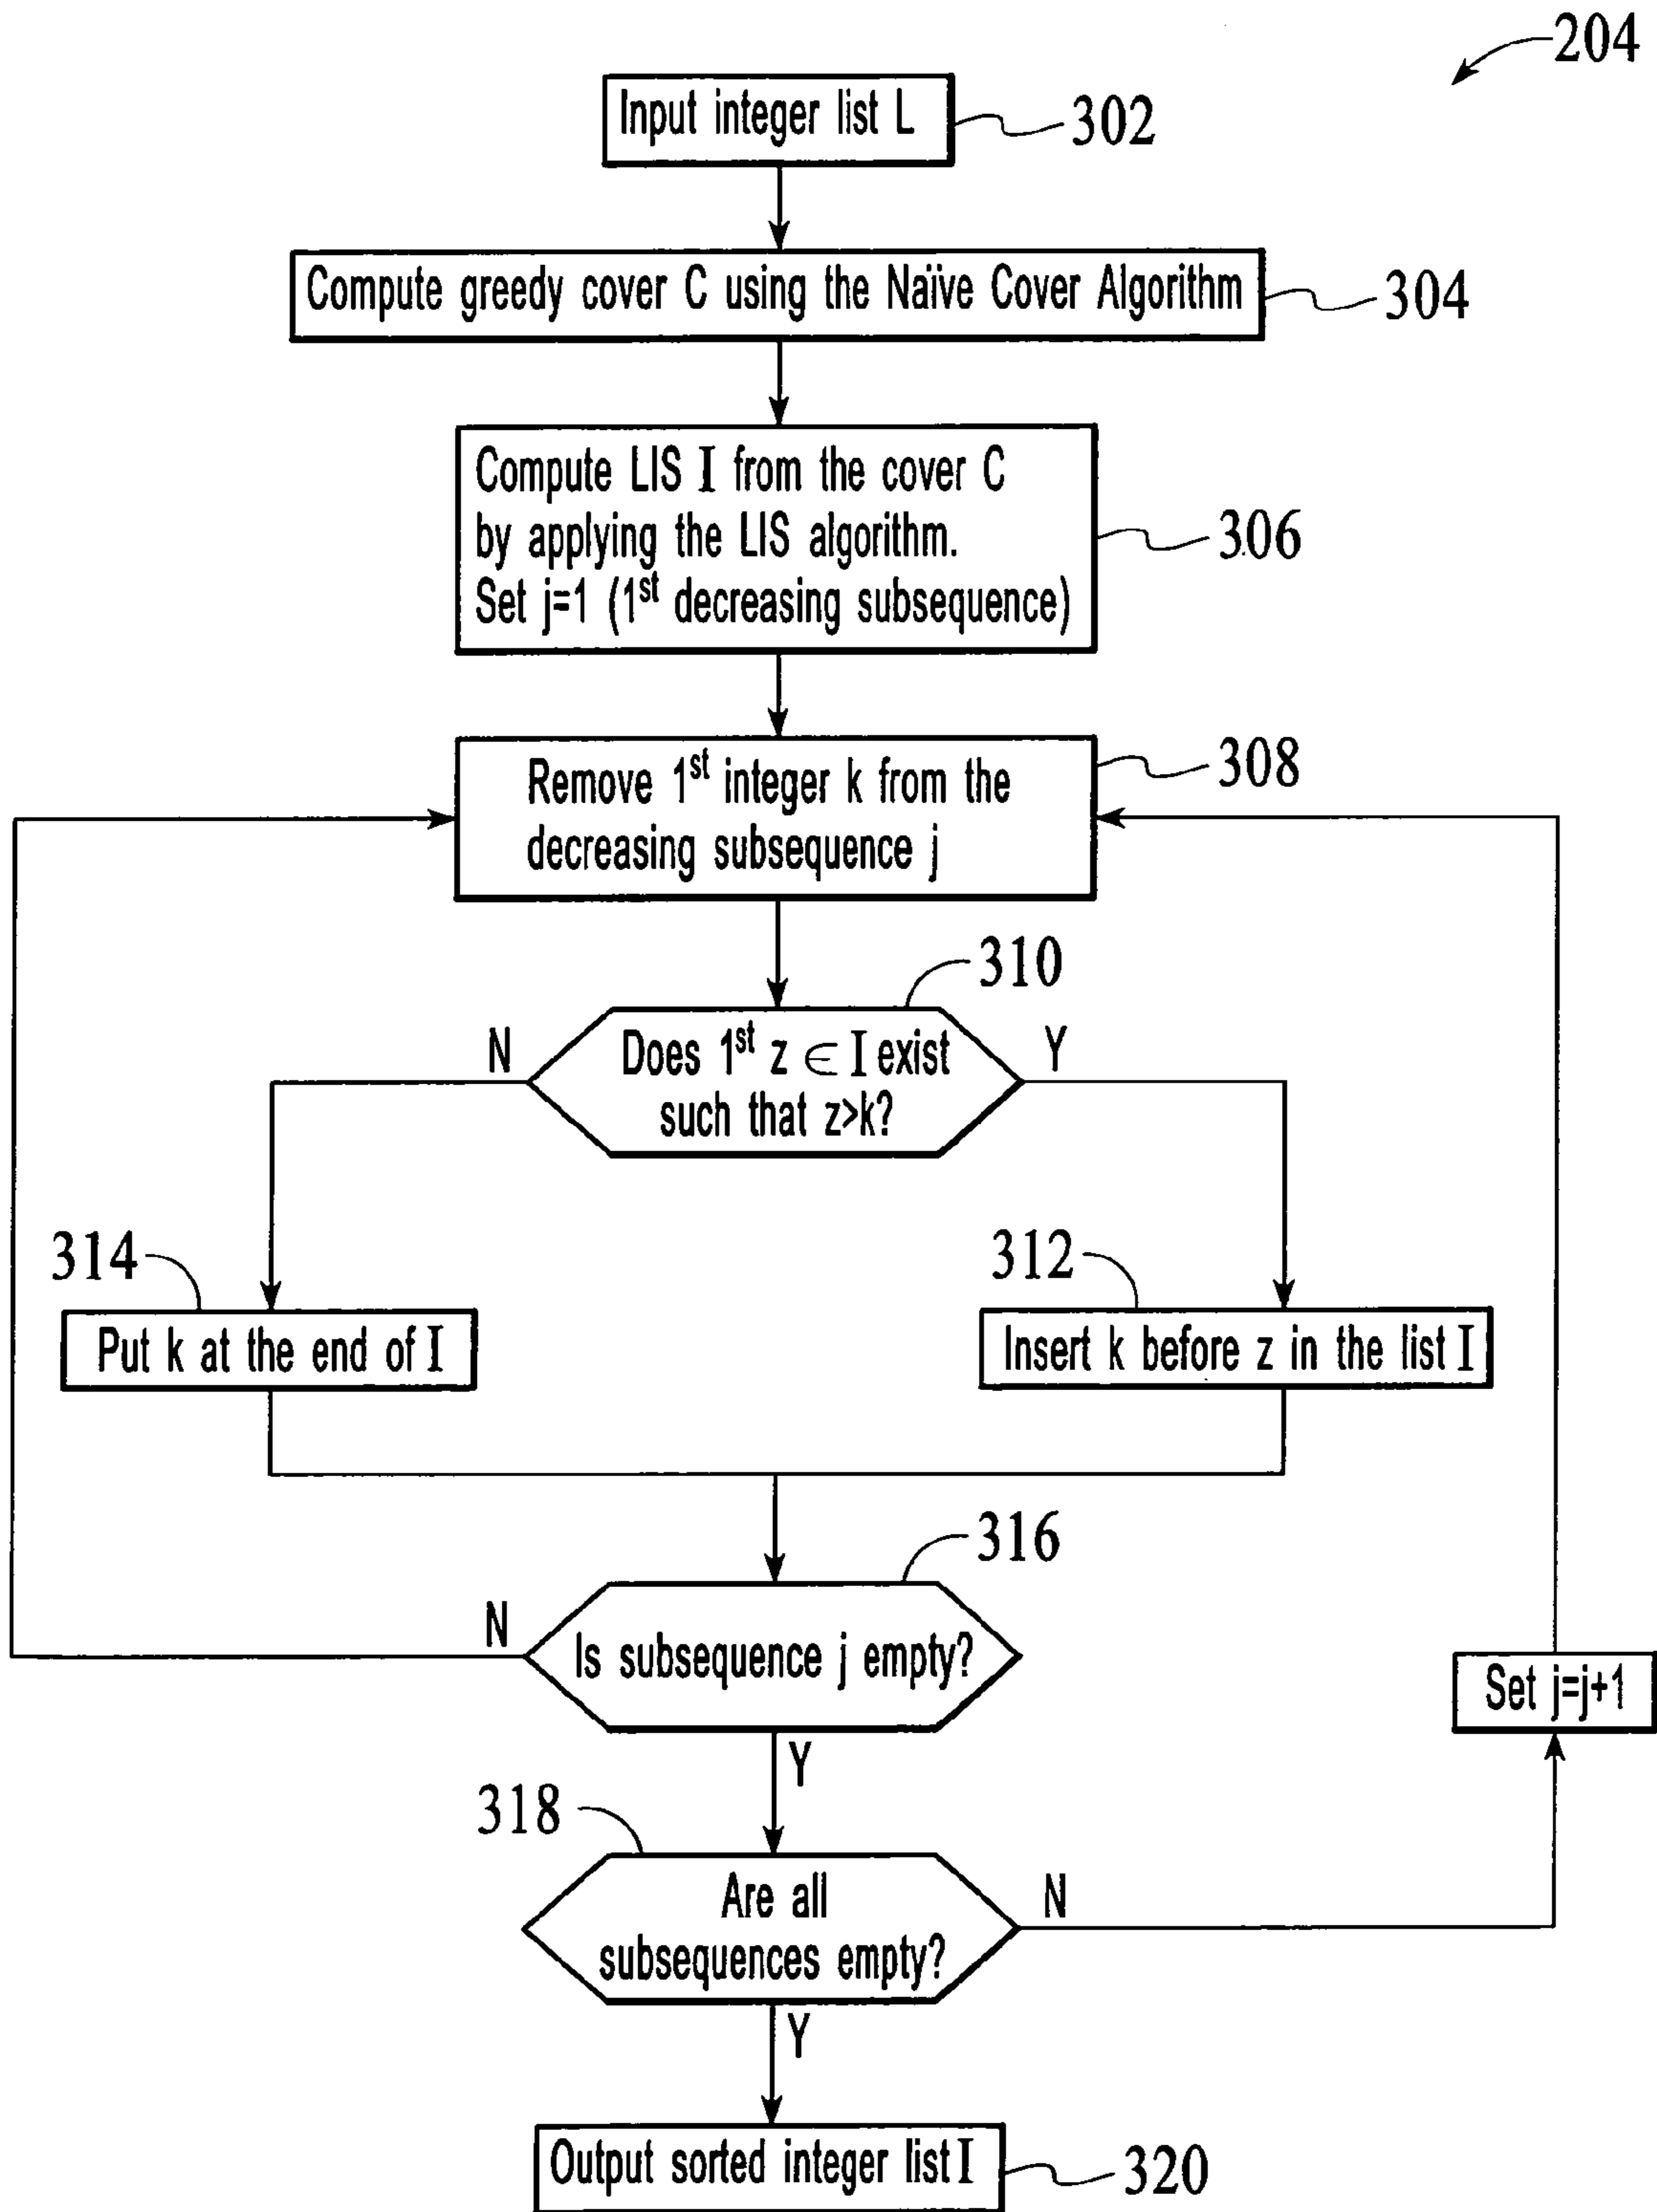 204
Input integer list L
302
Compute greedy cover C using the Naïve Cover Algorithm
304
Compute LIS I from the cover C
by applying the LIS algorithm.
Set j=1 (1st decreasing subsequence)
306
Remove 1st integer k from the
decreasing subsequence j
308
310
N
Does 1st z ∈ I exist
such that z>k?
Y
314
Put k at the end of I
312
Insert k before z in the list I
316
N
Is subsequence j empty?
Y
Set j=j+1
318
Are all
subsequences empty?
N
Y
Output sorted integer list I
320